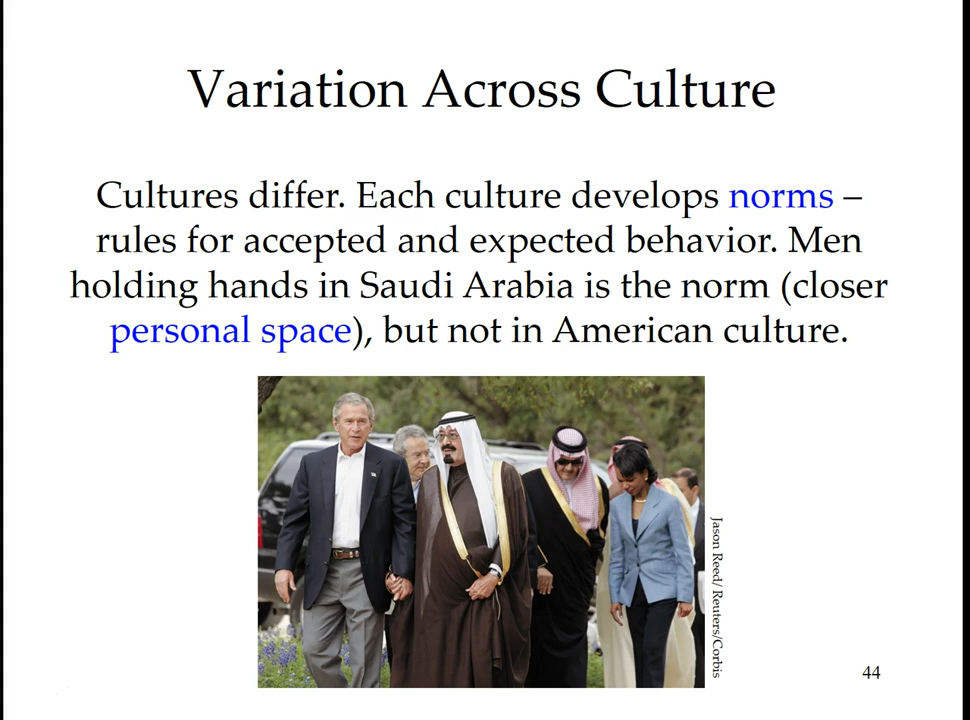 Variation Across Culture
Cultures differ. Each culture develops norms –
rules for accepted and expected behavior. Men
holding hands in Saudi Arabia is the norm (closer
personal space), but not in American culture.
Jason Reed/ Reuters/Corbis
44